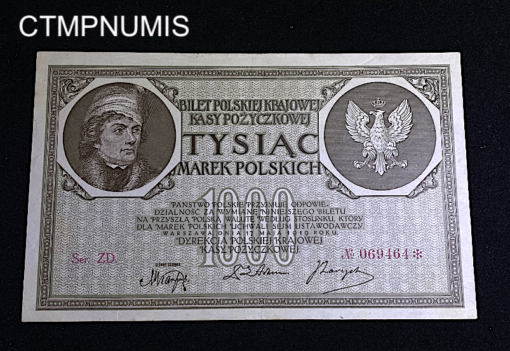 CTMPNUMIS
BILET POLSKIEJ KRAJOWEJ
KASY POŻYCZKOWEJ
TYSIĄC
MAREK POLSKICH
1000
PAŃSTWO POLSKIE PRZYJMUJE ODPOWIE-
DZIALNOŚĆ ZA WYMIANĘ NINIEJSZEGO BILETU
NA PRZYSZŁĄ POLSKĄ WALUTĘ WEDŁUG STOSUNKU, KTÓRY
DLA MAREK POLSKICH UCHWALI SEJM USTAWODAWCZY.
WARSZAWA, DNIA 17 MAJA 1919 ROKU.
DYREKCJA POLSKIEJ KRAJOWEJ
KASY POŻYCZKOWEJ
Ser. ZD.
№ 069464*